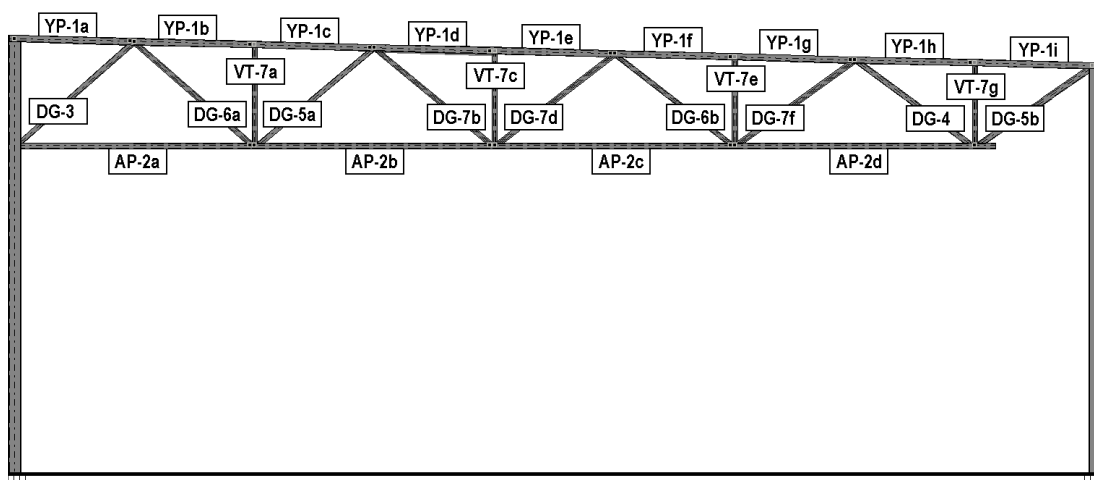 YP-1a YP-1b YP-1c YP-1d YP-1e YP-1f YP-1g YP-1h YP-1i
VT-7a VT-7c VT-7e VT-7g
DG-3 DG-6a DG-5a DG-7b DG-7d DG-6b DG-7f DG-4 DG-5b
AP-2a AP-2b AP-2c AP-2d